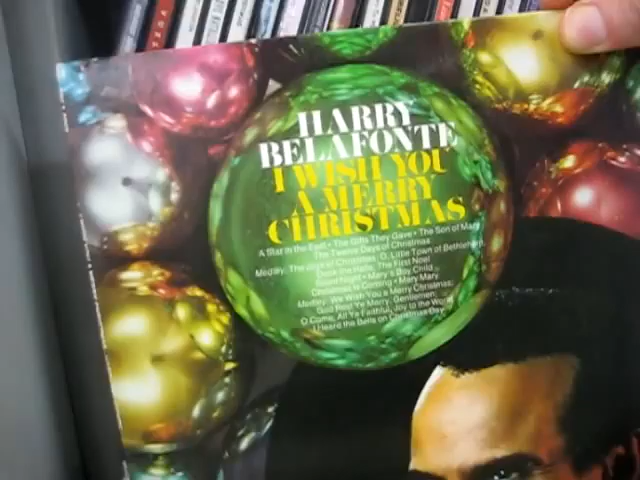 HARRY
BELAFONTE
I WISH YOU
A MERRY
CHRISTMAS
A Star in the East • The Gifts They Gave • The Son of Mary
The Twelve Days of Christmas
Medley: The Joys of Christmas; O, Little Town of Bethlehem;
Deck the Halls; The First Noel
Silent Night • Mary's Boy Child
Christmas Is Coming • Mary Mary
Medley: We Wish You a Merry Christmas;
God Rest Ye Merry, Gentlemen;
O Come, All Ye Faithful; Joy to the World
I Heard the Bells on Christmas Day